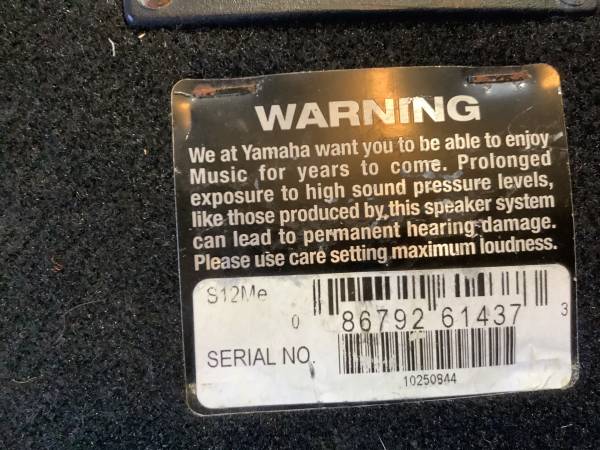 WARNING
We at Yamaha want you to be able to enjoy
Music for years to come. Prolonged
exposure to high sound pressure levels,
like those produced by this speaker system
can lead to permanent hearing damage.
Please use care setting maximum loudness.
S12Me
0 86792 61437 3
SERIAL NO.
10250844